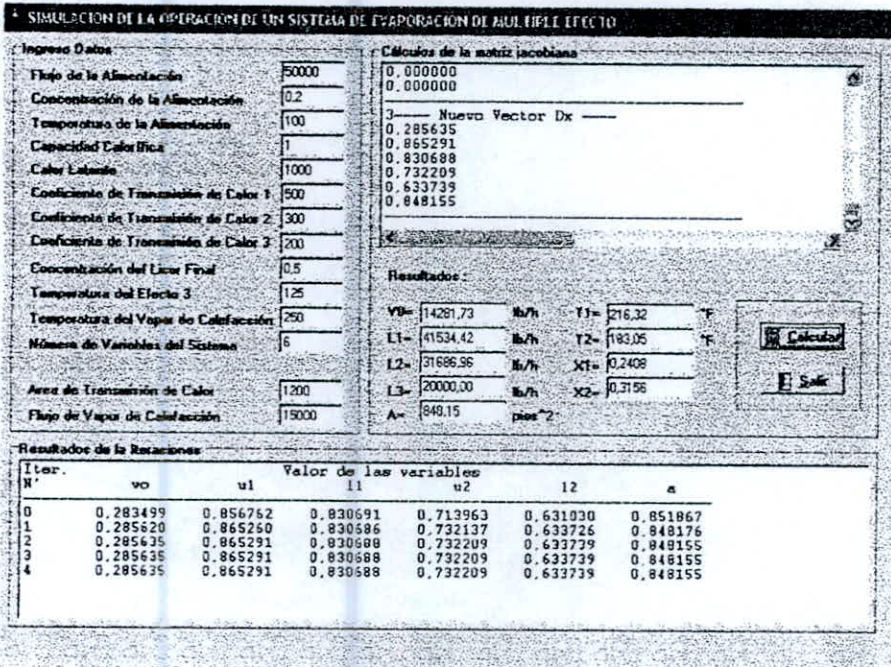 SIMULACION DE LA OPERACIÓN DE UN SISTEMA DE EVAPORACIÓN DE MULTIPLE EFECTO
Ingreso Datos
Flujo de la Alimentación 50000
Concentración de la Alimentación 0.2
Temperatura de la Alimentación 100
Capacidad Calorífica 1
Calor Latente 1000
Coeficiente de Transmisión de Calor 1 500
Coeficiente de Transmisión de Calor 2 300
Coeficiente de Transmisión de Calor 3 200
Concentración del Licor Final 0.5
Temperatura del Efecto 3 125
Temperatura del Vapor de Calefacción 250
Número de Variables del Sistema 6
Area de Transmisión de Calor 1200
Flujo de Vapor de Calefacción 15000
Cálculos de la matriz jacobiana
0,000000
0,000000
3---- Nuevo Vector Dx ----
0,285635
0,865291
0,830688
0,732209
0,633739
0,848155
Resultados :
V0= 14281,73 lb/h T1= 216,32 °F
L1= 41534,42 lb/h T2= 183,05 °F
L2= 31686,96 lb/h X1= 0,2408
L3= 20000,00 lb/h X2= 0,3156
A= 848,15 pies^2
Calcular
Salir
Resultados de la Iteraciones
Iter. Valor de las variables
N' vo u1 l1 u2 l2 a
0 0,283499 0,856762 0,830691 0,713963 0,631030 0,851867
1 0,285620 0,865260 0,830686 0,732137 0,633726 0,848176
2 0,285635 0,865291 0,830688 0,732209 0,633739 0,848155
3 0,285635 0,865291 0,830688 0,732209 0,633739 0,848155
4 0,285635 0,865291 0,830688 0,732209 0,633739 0,848155